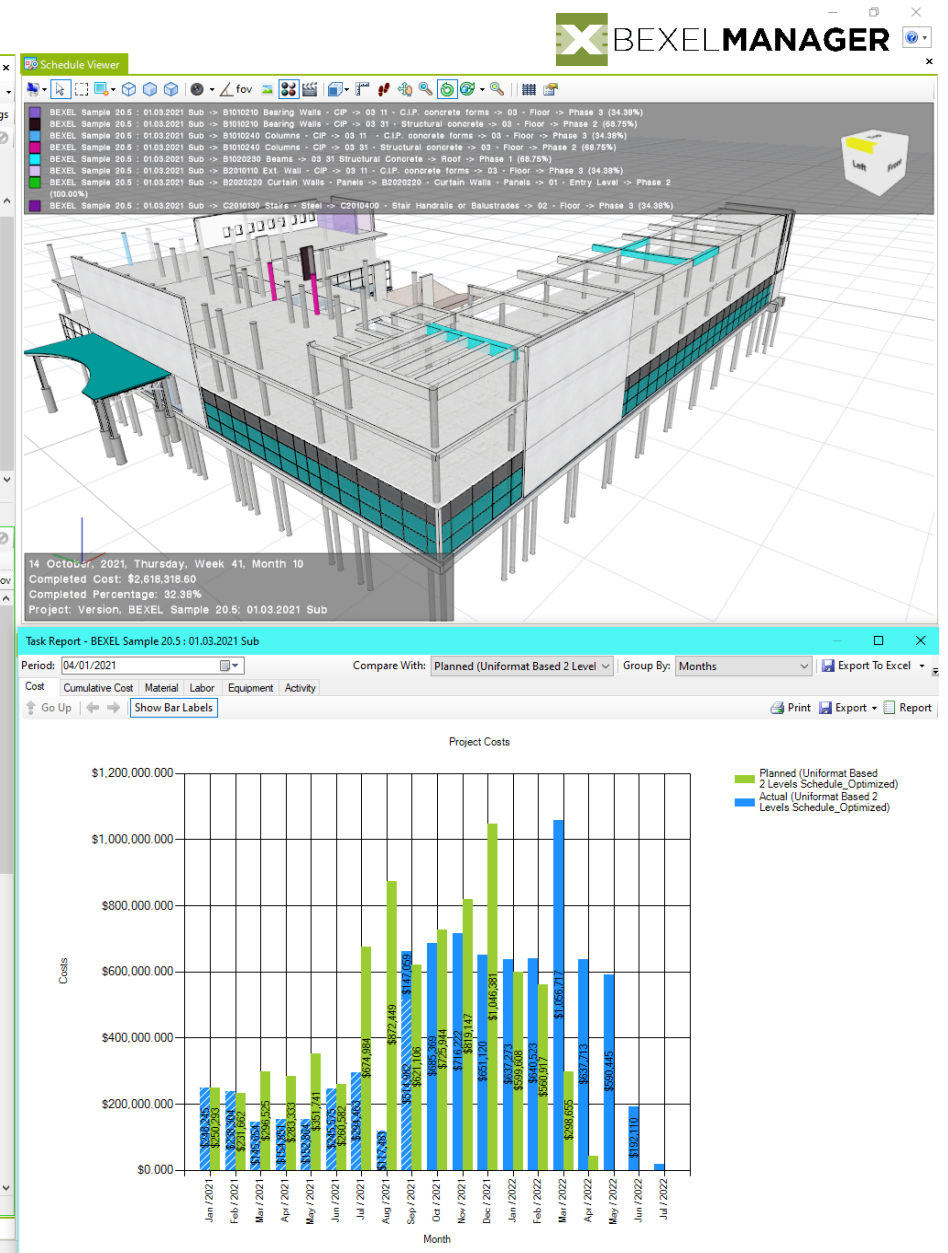 BEXELMANAGER
Schedule Viewer
fov
gs
BEXEL Sample 20.5 : 01.03.2021 Sub -> B1010210 Bearing Walls - CIP -> 03 11 - C.I.P. concrete forms -> 03 - Floor -> Phase 3 (34.38%)
BEXEL Sample 20.5 : 01.03.2021 Sub -> B1010210 Bearing Walls - CIP -> 03 31 - Structural concrete -> 03 - Floor -> Phase 2 (68.75%)
BEXEL Sample 20.5 : 01.03.2021 Sub -> B1010240 Columns - CIP -> 03 11 - C.I.P. concrete forms -> 03 - Floor -> Phase 3 (34.38%)
BEXEL Sample 20.5 : 01.03.2021 Sub -> B1010240 Columns - CIP -> 03 31 - Structural concrete -> 03 - Floor -> Phase 2 (68.75%)
BEXEL Sample 20.5 : 01.03.2021 Sub -> B1020230 Beams -> 03 31 Structural Concrete -> Roof -> Phase 1 (68.75%)
BEXEL Sample 20.5 : 01.03.2021 Sub -> B2010110 Ext. Wall - CIP -> 03 11 - C.I.P. concrete forms -> 03 - Floor -> Phase 3 (34.38%)
BEXEL Sample 20.5 : 01.03.2021 Sub -> B2020220 Curtain Walls - Panels -> B2020220 - Curtain Walls - Panels -> 01 - Entry Level -> Phase 2
(100.00%)
BEXEL Sample 20.5 : 01.03.2021 Sub -> C2010130 Stairs - Steel -> C2010400 - Stair Handrails or Balustrades -> 02 - Floor -> Phase 3 (34.38%)
Left
Front
14 October, 2021, Thursday, Week 41, Month 10
Completed Cost: $2,618,318.60
Completed Percentage: 32.38%
Project: Version, BEXEL Sample 20.5: 01.03.2021 Sub
ov
Task Report - BEXEL Sample 20.5 : 01.03.2021 Sub
Period: 04/01/2021 Compare With: Planned (Uniformat Based 2 Level Group By: Months Export To Excel
Cost Cumulative Cost Material Labor Equipment Activity
Go Up Show Bar Labels Print Export Report
Project Costs
Planned (Uniformat Based
2 Levels Schedule_Optimized)
Actual (Uniformat Based 2
Levels Schedule_Optimized)
$1,200,000.000
$1,000,000.000
$800,000.000
$600,000.000
$400,000.000
$200,000.000
$0.000
Costs
$248,245
$250,293
$238,304
$231,662
$296,525
$283,333
$351,741
$245,575
$260,582
$294,463
$674,984
$117,483
$872,449
$147,059
$514,982
$621,106
$685,369
$725,944
$716,222
$819,147
$651,120
$1,046,381
$637,273
$599,608
$640,523
$560,917
$1,056,717
$298,655
$637,713
$590,445
$192,110
Jan / 2021
Feb / 2021
Mar / 2021
Apr / 2021
May / 2021
Jun / 2021
Jul / 2021
Aug / 2021
Sep / 2021
Oct / 2021
Nov / 2021
Dec / 2021
Jan / 2022
Feb / 2022
Mar / 2022
Apr / 2022
May / 2022
Jun / 2022
Jul / 2022
Month